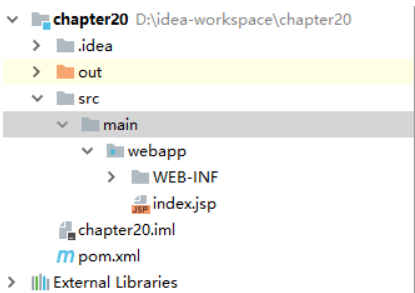 chapter20 D:\idea-workspace\chapter20
.idea
out
src
main
webapp
WEB-INF
JSP index.jsp
chapter20.iml
m pom.xml
External Libraries